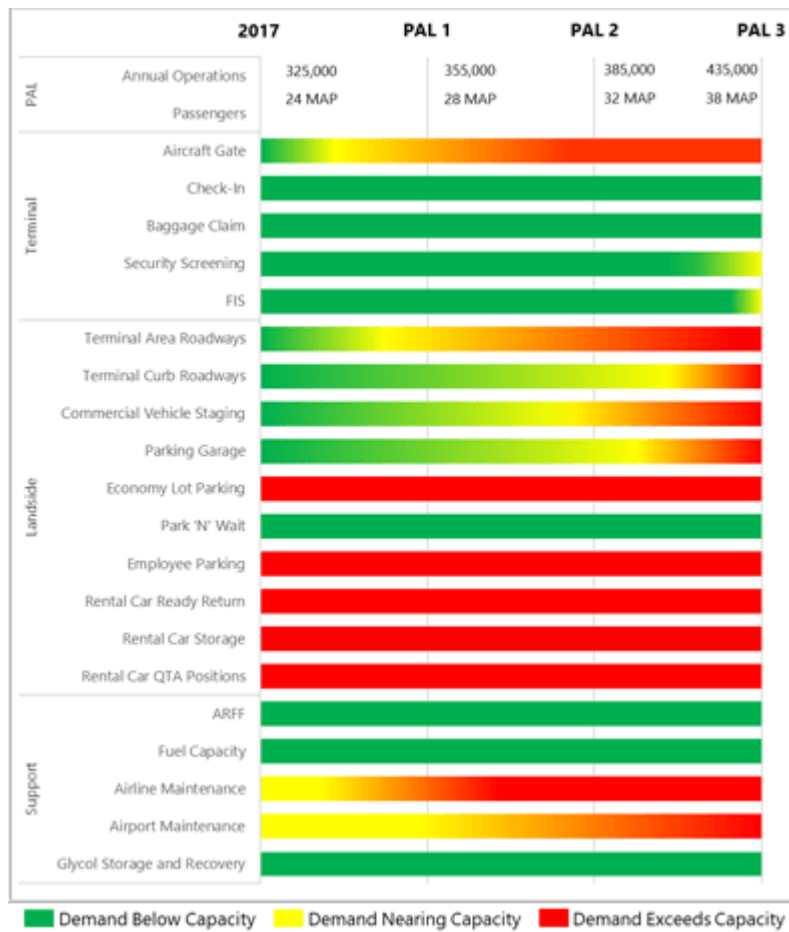 2017 PAL 1 PAL 2 PAL 3
PAL
Annual Operations 325,000 355,000 385,000 435,000
24 MAP 28 MAP 32 MAP 38 MAP
Passengers
Terminal
Aircraft Gate
Check-In
Baggage Claim
Security Screening
FIS
Landside
Terminal Area Roadways
Terminal Curb Roadways
Commercial Vehicle Staging
Parking Garage
Economy Lot Parking
Park 'N' Wait
Employee Parking
Rental Car Ready Return
Rental Car Storage
Rental Car QTA Positions
Support
ARFF
Fuel Capacity
Airline Maintenance
Airport Maintenance
Glycol Storage and Recovery
Demand Below Capacity Demand Nearing Capacity Demand Exceeds Capacity